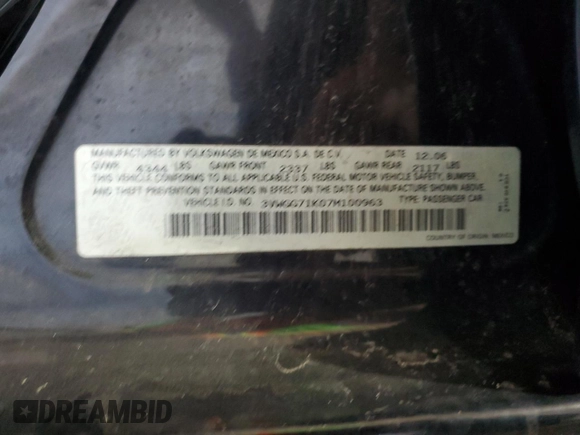 MANUFACTURED BY VOLKSWAGEN DE MEXICO S.A. DE C.V. DATE 12.06
GVWR 4344 LBS GAWR FRONT 2337 LBS GAWR REAR 2117 LBS
THIS VEHICLE CONFORMS TO ALL APPLICABLE U.S. FEDERAL MOTOR VEHICLE SAFETY, BUMPER,
AND THEFT PREVENTION STANDARDS IN EFFECT ON THE DATE OF MANUFACTURE SHOWN ABOVE.
VEHICLE I.D. NO. 3VWGG71K07M100963 TYPE PASSENGER CAR
COUNTRY OF ORIGIN: MEXICO
DREAMBID